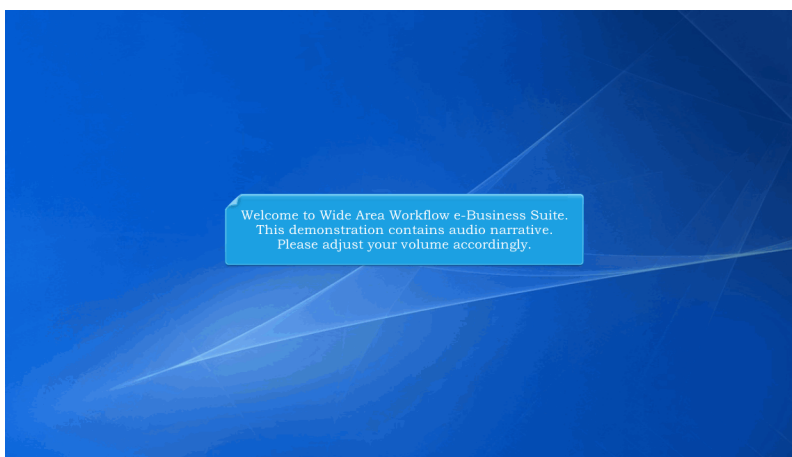 Welcome to Wide Area Workflow e-Business Suite.
This demonstration contains audio narrative.
Please adjust your volume accordingly.